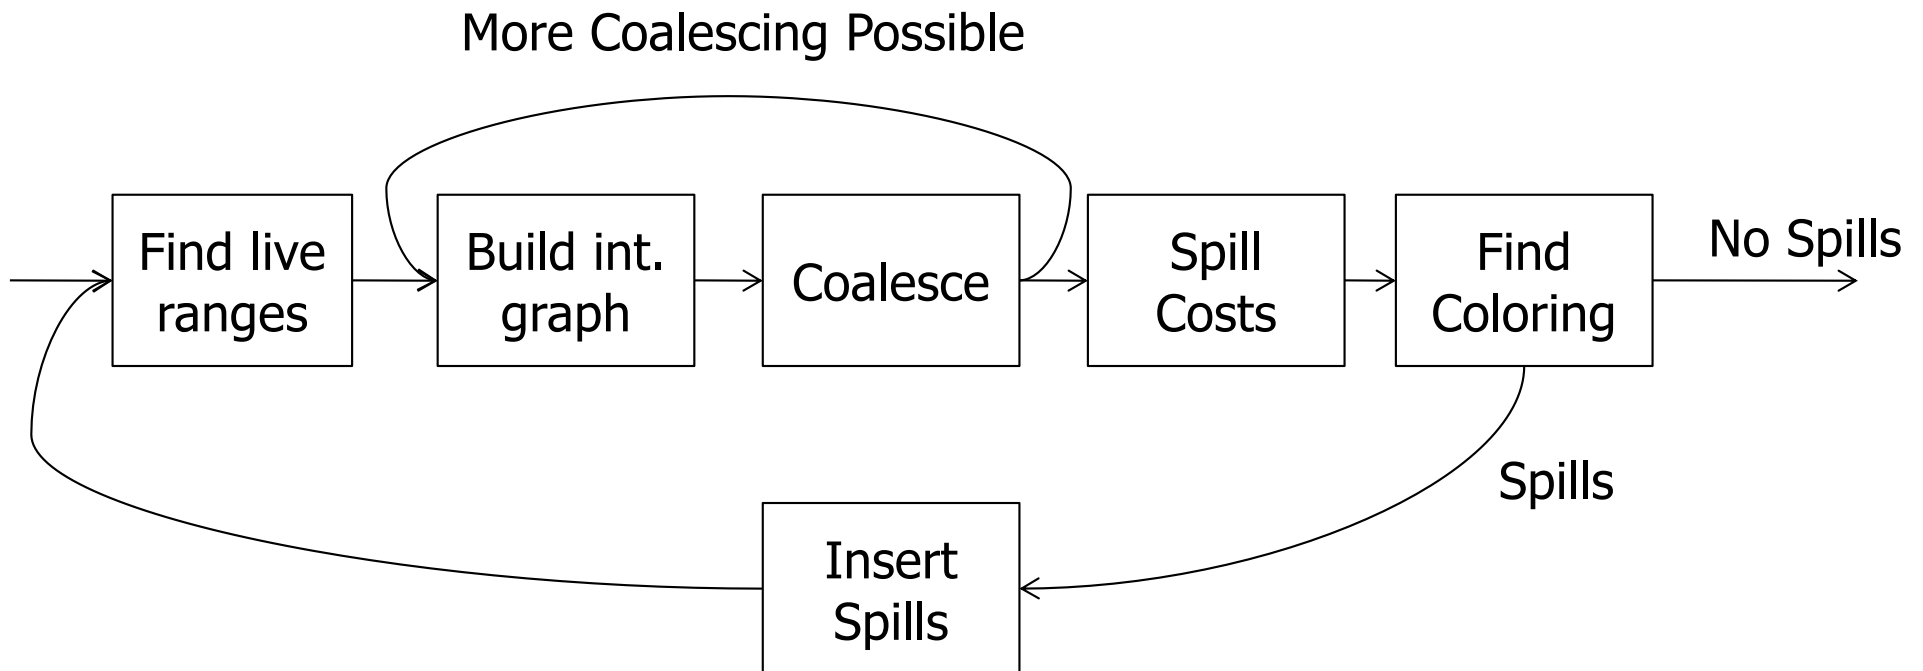 More Coalescing Possible
Find live
ranges
Build int.
graph
Coalesce
Spill
Costs
Find
Coloring
No Spills
Spills
Insert
Spills